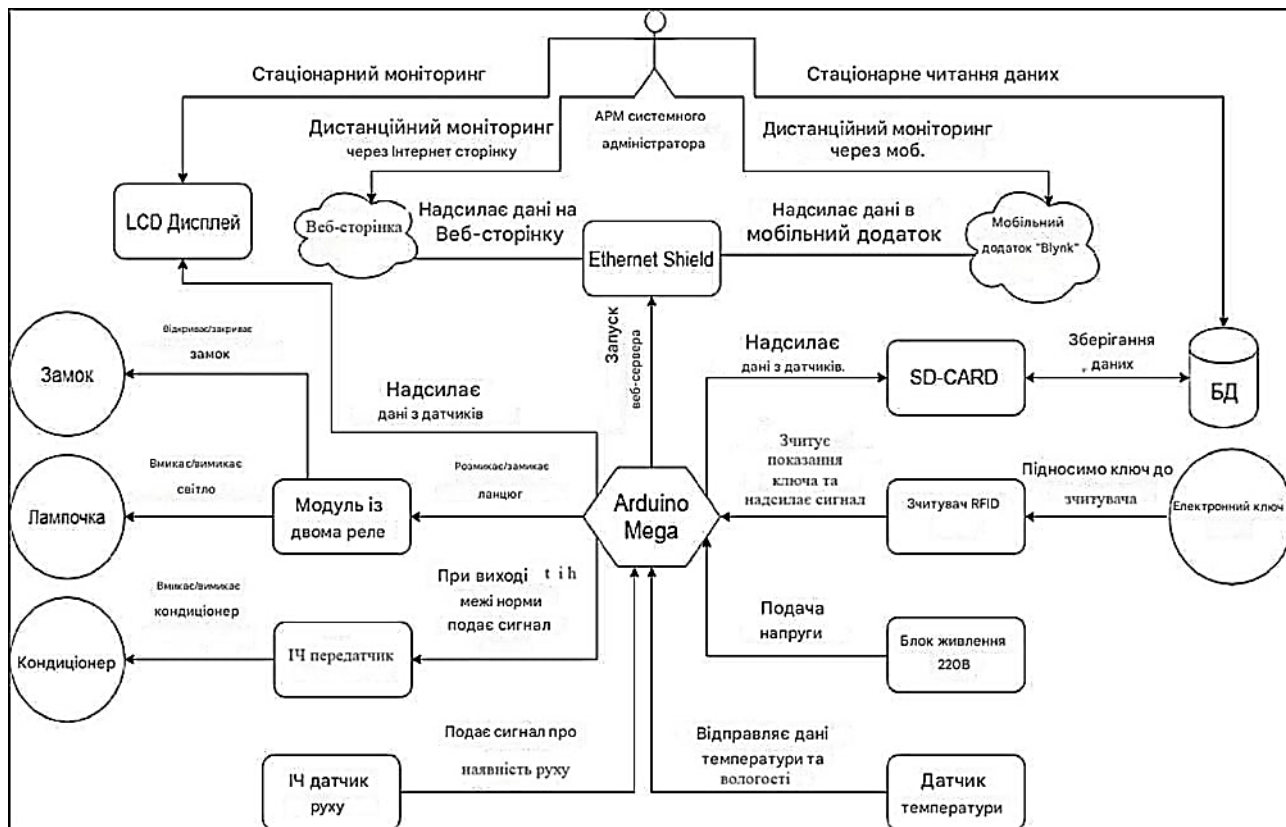 Стаціонарний моніторинг
Стаціонарне читання даних
Дистанційний моніторинг
через Інтернет сторінку
АРМ системного
адміністратора
Дистанційний моніторинг
через моб.
LCD Дисплей
Веб-сторінка
Надсилає дані на
Веб-сторінку
Ethernet Shield
Надсилає дані в
мобільний додаток
Мобільний
додаток "Blynk"
Відкриває/закриває
замок
Замок
Надсилає
дані з датчиків
Запуск
веб-сервера
Надсилає
дані з датчиків.
SD-CARD
Зберігання
даних
БД
Вмикає/вимикає
світло
Лампочка
Модуль із
двома реле
Розмикає/замикає
ланцюг
Arduino
Mega
Зчитує
показання
ключа та
надсилає сигнал
Зчитувач RFID
Підносимо ключ до
зчитувача
Електронний ключ
Вмикає/вимикає
кондиціонер
Кондиціонер
ІЧ передатчик
При виході t і h
межі норми
подає сигнал
Подача
напруги
Блок живлення
220В
ІЧ датчик
руху
Подає сигнал про
наявність руху
Відправляє дані
температури та
вологості
Датчик
температури